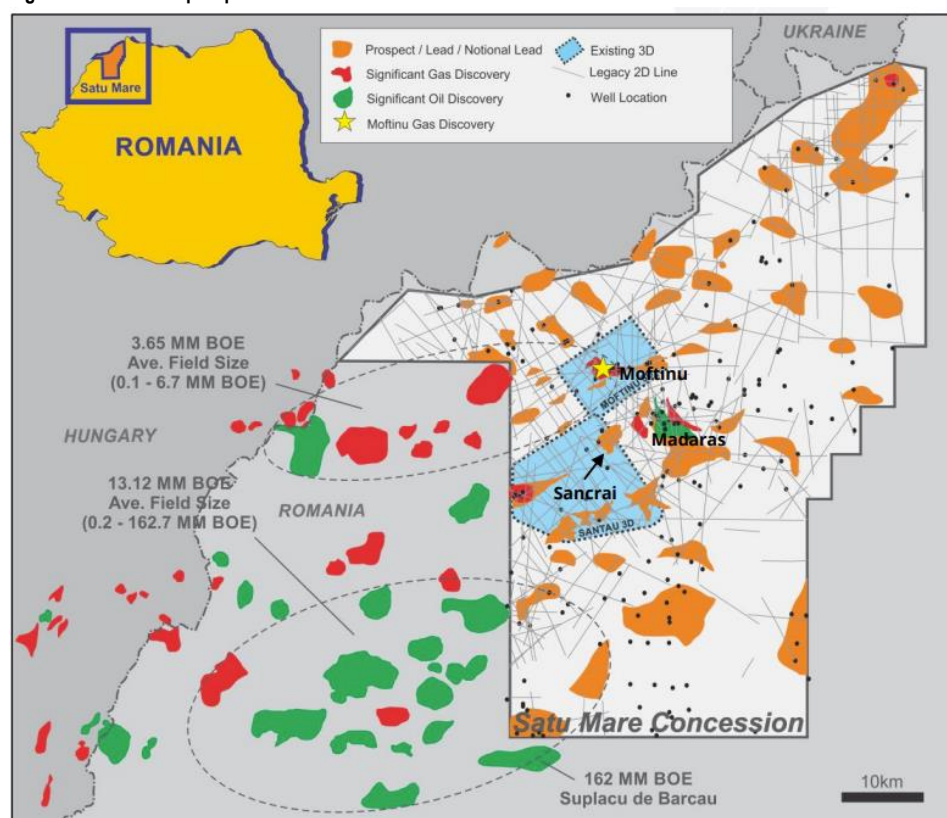 UKRAINE
Satu Mare
ROMANIA
Prospect / Lead / Notional Lead
Significant Gas Discovery
Significant Oil Discovery
Moftinu Gas Discovery
Existing 3D
Legacy 2D Line
Well Location
3.65 MM BOE
Ave. Field Size
(0.1 - 6.7 MM BOE)
HUNGARY
Moftinu
MOFTINU
Madaras
13.12 MM BOE
Ave. Field Size
(0.2 - 162.7 MM BOE)
ROMANIA
Sancrai
SANTAU 3D
Satu Mare Concession
162 MM BOE
Suplacu de Barcau
10km